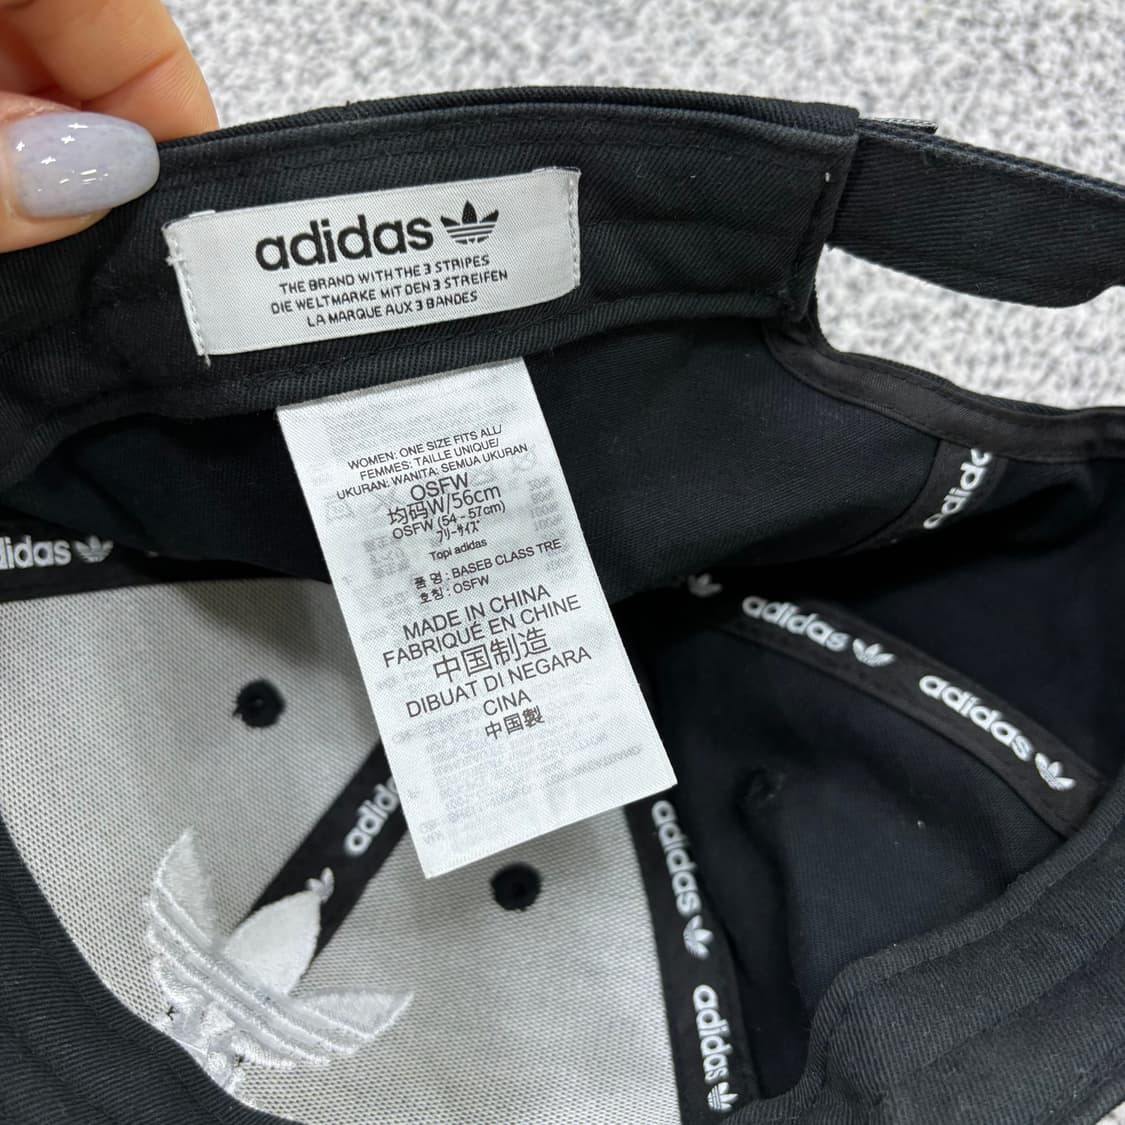 adidas
THE BRAND WITH THE 3 STRIPES
DIE WELTMARKE MIT DEN 3 STREIFEN
LA MARQUE AUX 3 BANDES
WOMEN: ONE SIZE FITS ALL/
FEMMES: TAILLE UNIQUE/
UKURAN: WANITA: SEMUA UKURAN
OSFW
均码W/56cm
OSFW (54 - 57cm)
フリーサイズ
Topi adidas
품 명 : BASEB CLASS TRE
호칭 : OSFW
MADE IN CHINA
FABRIQUÉ EN CHINE
中国制造
DIBUAT DI NEGARA
CINA
中国製
adidas
adidas
adidas
adidas
adidas